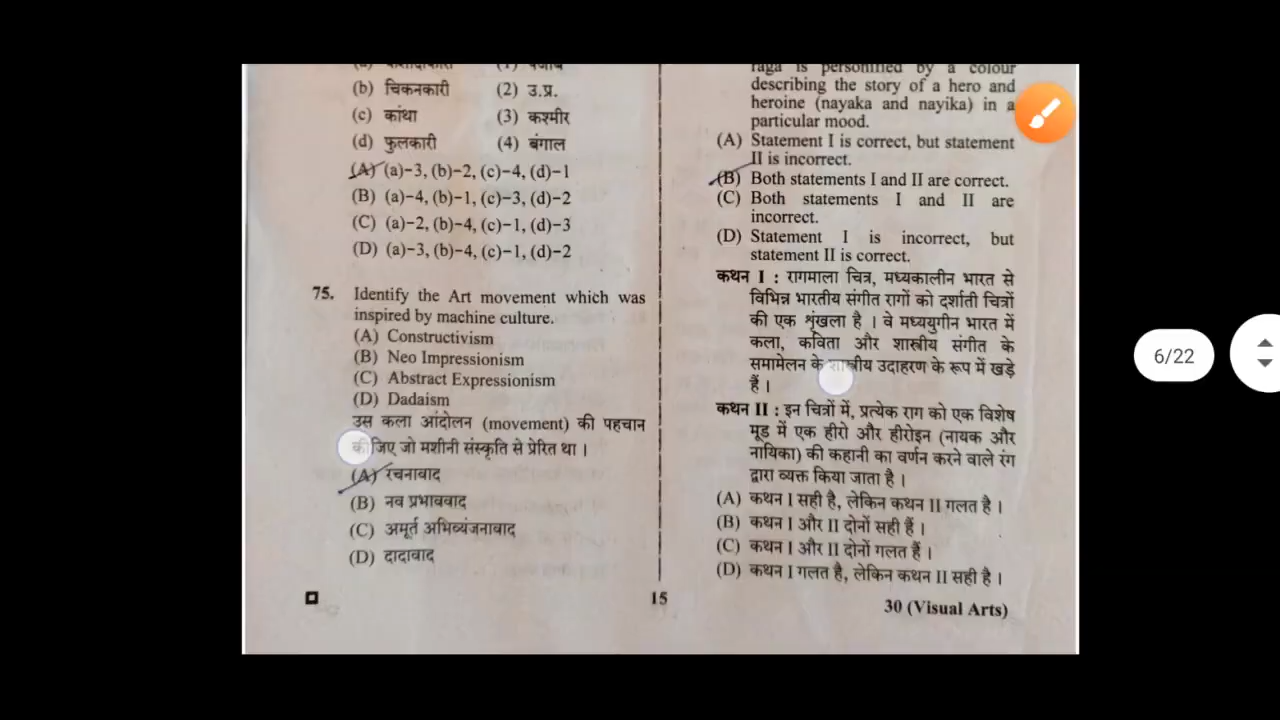 (b) चिकनकारी (2) उ.प्र.
(c) कांथा (3) कश्मीर
(d) फुलकारी (4) बंगाल
(A) (a)-3, (b)-2, (c)-4, (d)-1
(B) (a)-4, (b)-1, (c)-3, (d)-2
(C) (a)-2, (b)-4, (c)-1, (d)-3
(D) (a)-3, (b)-4, (c)-1, (d)-2
75. Identify the Art movement which was
inspired by machine culture.
(A) Constructivism
(B) Neo Impressionism
(C) Abstract Expressionism
(D) Dadaism
उस कला आंदोलन (movement) की पहचान
कीजिए जो मशीनी संस्कृति से प्रेरित था ।
(A) रचनावाद
(B) नव प्रभाववाद
(C) अमूर्त अभिव्यंजनावाद
(D) दादावाद
raga is personified by a colour
describing the story of a hero and
heroine (nayaka and nayika) in a
particular mood.
(A) Statement I is correct, but statement
II is incorrect.
(B) Both statements I and II are correct.
(C) Both statements I and II are
incorrect.
(D) Statement I is incorrect, but
statement II is correct.
कथन I : रागमाला चित्र, मध्यकालीन भारत से
विभिन्न भारतीय संगीत रागों को दर्शाती चित्रों
की एक शृंखला है । वे मध्ययुगीन भारत में
कला, कविता और शास्त्रीय संगीत के
समामेलन के शास्त्रीय उदाहरण के रूप में खड़े
हैं ।
कथन II : इन चित्रों में, प्रत्येक राग को एक विशेष
मूड में एक हीरो और हीरोइन (नायक और
नायिका) की कहानी का वर्णन करने वाले रंग
द्वारा व्यक्त किया जाता है ।
(A) कथन I सही है, लेकिन कथन II गलत है ।
(B) कथन I और II दोनों सही हैं ।
(C) कथन I और II दोनों गलत हैं ।
(D) कथन I गलत है, लेकिन कथन II सही है ।
15
30 (Visual Arts)
6/22